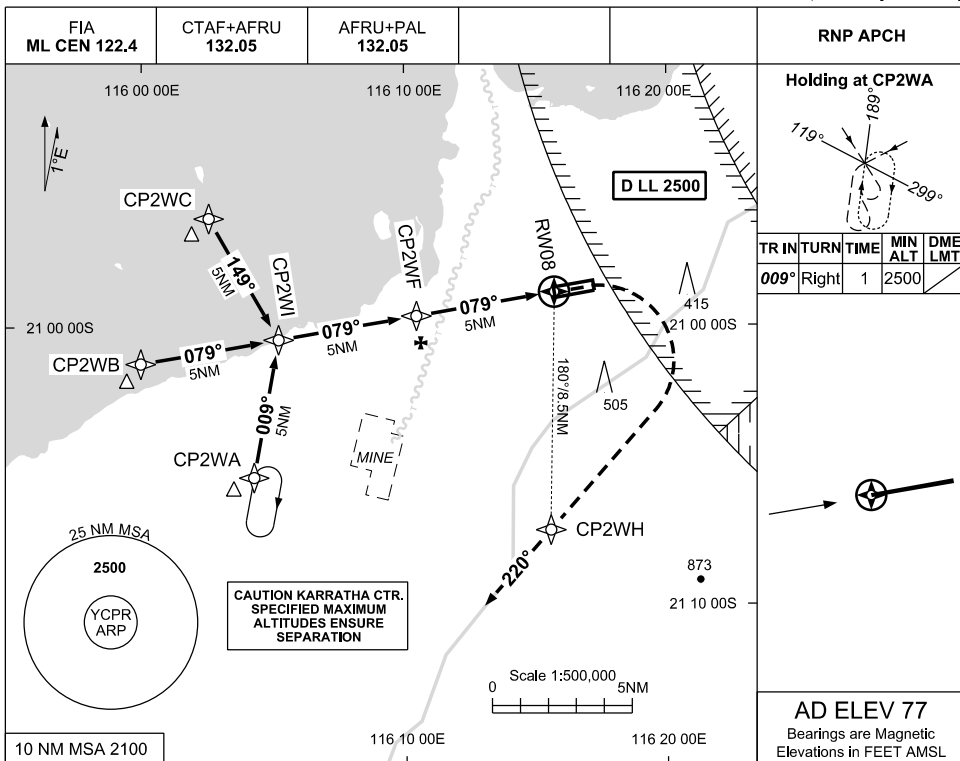 FIA
ML CEN 122.4
CTAF+AFRU
132.05
AFRU+PAL
132.05
RNP APCH
116 00 00E
116 10 00E
116 20 00E
Holding at CP2WA
189°
119°
299°
TR IN TURN TIME MIN ALT DME LMT
009° Right 1 2500
1°E
D LL 2500
CP2WC
149°
5NM
CP2WI
CP2WF
RW08
079°
5NM
079°
5NM
079°
5NM
415
21 00 00S
21 00 00S
CP2WB
009°
5NM
180°/8.5NM
505
CP2WA
MINE
CP2WH
220°
873
21 10 00S
25 NM MSA
2500
YCPR
ARP
CAUTION KARRATHA CTR.
SPECIFIED MAXIMUM
ALTITUDES ENSURE
SEPARATION
Scale 1:500,000
0 5NM
10 NM MSA 2100
116 10 00E
116 20 00E
AD ELEV 77
Bearings are Magnetic
Elevations in FEET AMSL